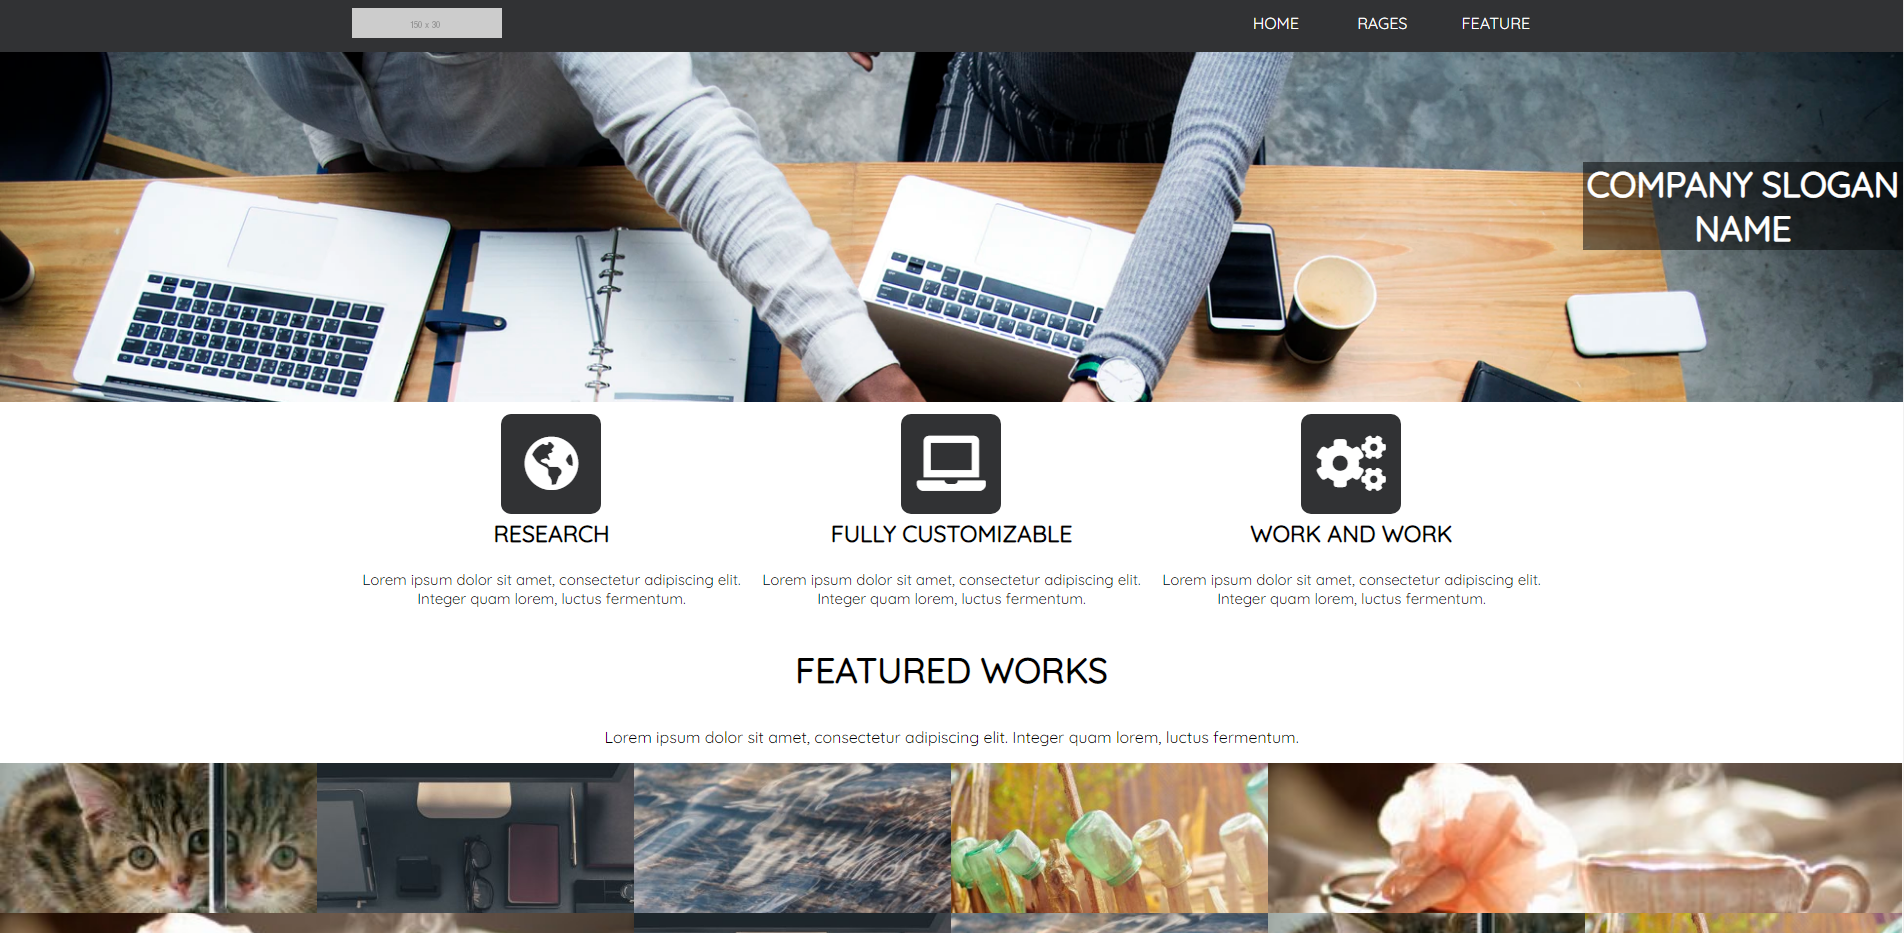 150 x 30
HOME
RAGES
FEATURE
COMPANY SLOGAN
NAME
RESEARCH
Lorem ipsum dolor sit amet, consectetur adipiscing elit.
Integer quam lorem, luctus fermentum.
FULLY CUSTOMIZABLE
Lorem ipsum dolor sit amet, consectetur adipiscing elit.
Integer quam lorem, luctus fermentum.
WORK AND WORK
Lorem ipsum dolor sit amet, consectetur adipiscing elit.
Integer quam lorem, luctus fermentum.
FEATURED WORKS
Lorem ipsum dolor sit amet, consectetur adipiscing elit. Integer quam lorem, luctus fermentum.